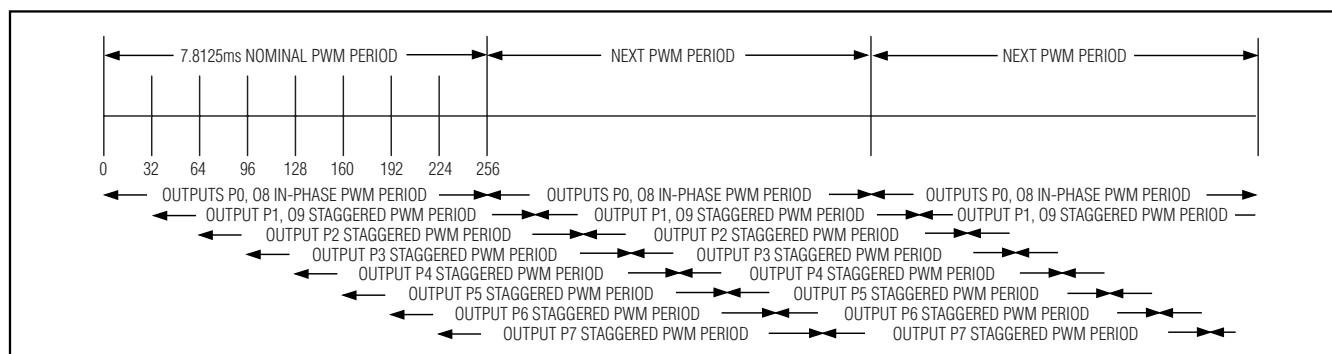 7.8125ms NOMINAL PWM PERIOD NEXT PWM PERIOD NEXT PWM PERIOD
0 32 64 96 128 160 192 224 256
OUTPUTS P0, O8 IN-PHASE PWM PERIOD OUTPUTS P0, O8 IN-PHASE PWM PERIOD OUTPUTS P0, O8 IN-PHASE PWM PERIOD
OUTPUT P1, O9 STAGGERED PWM PERIOD OUTPUT P1, O9 STAGGERED PWM PERIOD OUTPUT P1, O9 STAGGERED PWM PERIOD
OUTPUT P2 STAGGERED PWM PERIOD OUTPUT P2 STAGGERED PWM PERIOD
OUTPUT P3 STAGGERED PWM PERIOD OUTPUT P3 STAGGERED PWM PERIOD
OUTPUT P4 STAGGERED PWM PERIOD OUTPUT P4 STAGGERED PWM PERIOD
OUTPUT P5 STAGGERED PWM PERIOD OUTPUT P5 STAGGERED PWM PERIOD
OUTPUT P6 STAGGERED PWM PERIOD OUTPUT P6 STAGGERED PWM PERIOD
OUTPUT P7 STAGGERED PWM PERIOD OUTPUT P7 STAGGERED PWM PERIOD